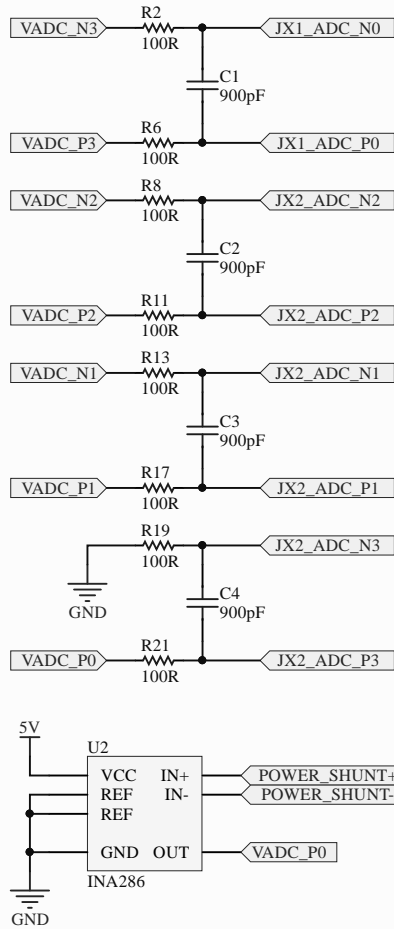 R2
VADC_N3 JX1_ADC_N0
100R
C1
900pF
R6
VADC_P3 JX1_ADC_P0
100R
R8
VADC_N2 JX2_ADC_N2
100R
C2
900pF
R11
VADC_P2 JX2_ADC_P2
100R
R13
VADC_N1 JX2_ADC_N1
100R
C3
900pF
R17
VADC_P1 JX2_ADC_P1
100R
R19
JX2_ADC_N3
100R
C4
900pF
GND
R21
VADC_P0 JX2_ADC_P3
100R
5V
U2
VCC IN+ POWER_SHUNT+
REF IN- POWER_SHUNT-
REF
GND OUT VADC_P0
INA286
GND